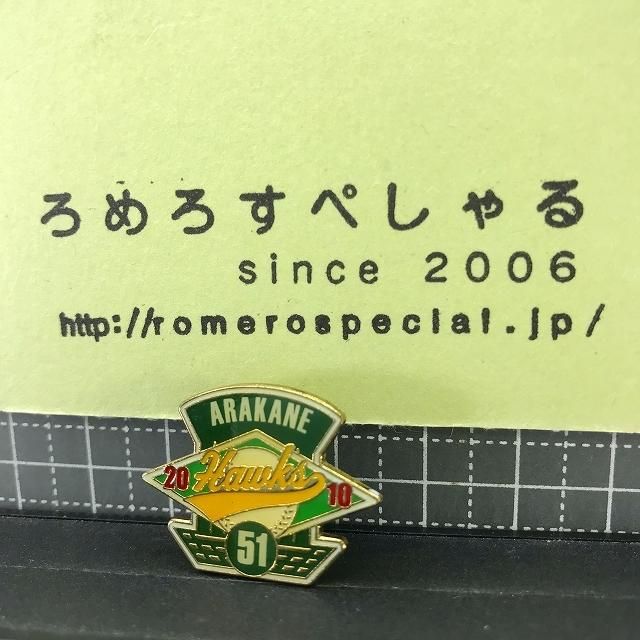 ろめろすぺしゃる
since 2006
http://romerospecial.jp/
ARAKANE
20 Hawks 10
51